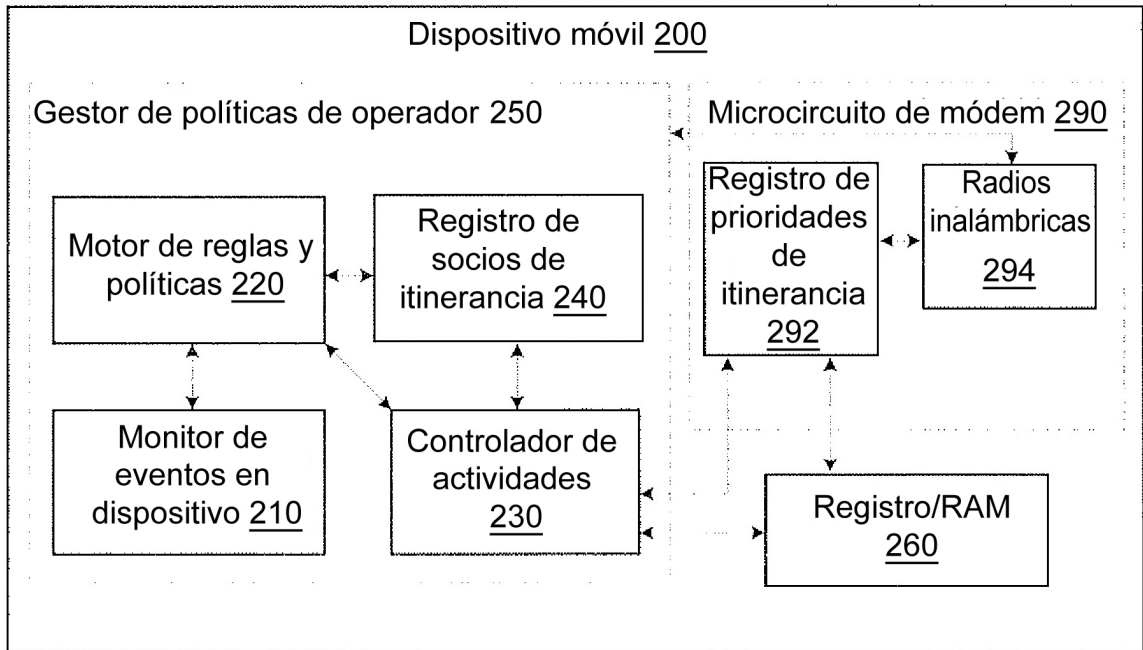 Dispositivo móvil 200
Gestor de políticas de operador 250
Motor de reglas y
políticas 220
Registro de
socios de
itinerancia 240
Monitor de
eventos en
dispositivo 210
Controlador de
actividades
230
Microcircuito de módem 290
Registro de
prioridades
de
itinerancia
292
Radios
inalámbricas
294
Registro/RAM
260